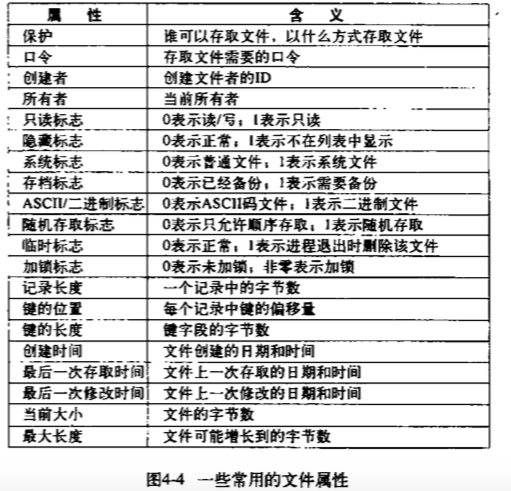 属 性 含 义
保护 谁可以存取文件，以什么方式存取文件
口令 存取文件需要的口令
创建者 创建文件者的ID
所有者 当前所有者
只读标志 0表示读/写；1表示只读
隐藏标志 0表示正常；1表示不在列表中显示
系统标志 0表示普通文件；1表示系统文件
存档标志 0表示已经备份；1表示需要备份
ASCII/二进制标志 0表示ASCII码文件；1表示二进制文件
随机存取标志 0表示只允许顺序存取；1表示随机存取
临时标志 0表示正常；1表示进程退出时删除该文件
加锁标志 0表示未加锁；非零表示加锁
记录长度 一个记录中的字节数
键的位置 每个记录中键的偏移量
键的长度 键字段的字节数
创建时间 文件创建的日期和时间
最后一次存取时间 文件上一次存取的日期和时间
最后一次修改时间 文件上一次修改的日期和时间
当前大小 文件的字节数
最大长度 文件可能增长到的字节数
图4-4 一些常用的文件属性